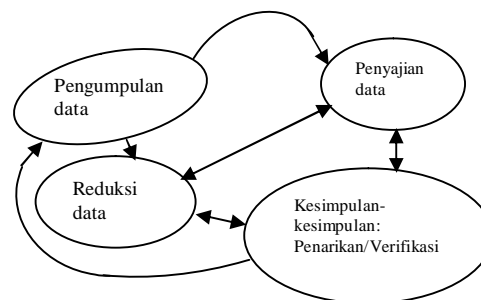 Pengumpulan
data
Penyajian
data
Reduksi
data
Kesimpulan-
kesimpulan:
Penarikan/Verifikasi